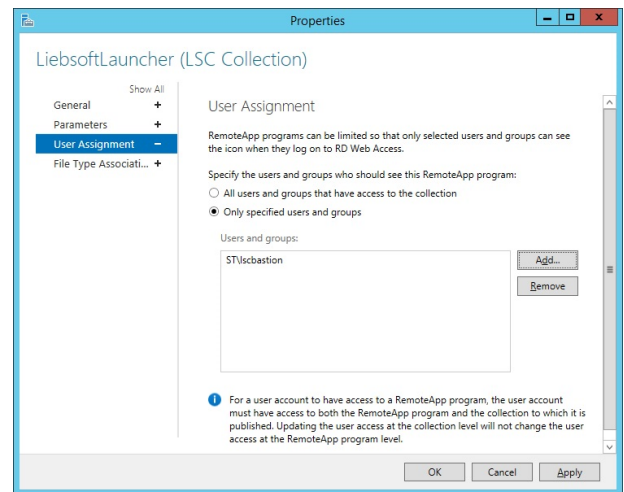 Properties
LiebsoftLauncher (LSC Collection)
Show All
General +
Parameters +
User Assignment –
File Type Associati... +
User Assignment
RemoteApp programs can be limited so that only selected users and groups can see
the icon when they log on to RD Web Access.
Specify the users and groups who should see this RemoteApp program:
All users and groups that have access to the collection
Only specified users and groups
Users and groups:
ST\lscbastion
Add...
Remove
For a user account to have access to a RemoteApp program, the user account
must have access to both the RemoteApp program and the collection to which it is
published. Updating the user access at the collection level will not change the user
access at the RemoteApp program level.
OK Cancel Apply